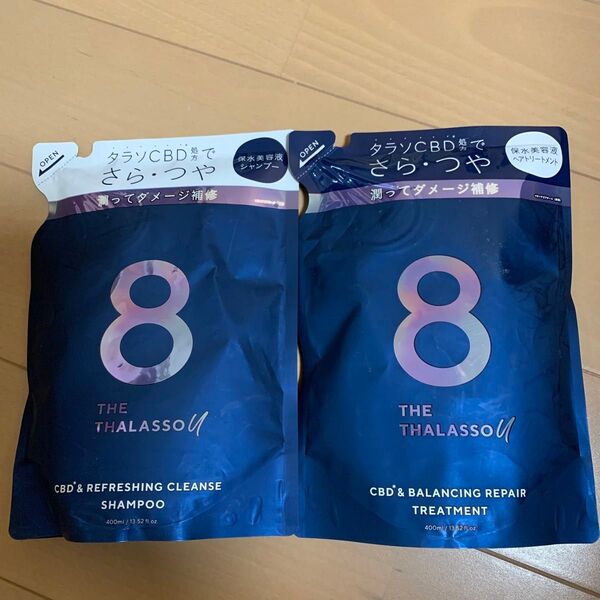 OPEN
タラソCBD処方で
さら・つや
保水美容液
シャンプー
潤ってダメージ補修
8
THE
THALASSO u
CBD* & REFRESHING CLEANSE
SHAMPOO
400ml / 13.52 fl oz
OPEN
タラソCBD処方で
さら・つや
保水美容液
ヘアトリートメント
潤ってダメージ補修
8
THE
THALASSO u
CBD* & BALANCING REPAIR
TREATMENT
400ml / 13.52 fl.oz